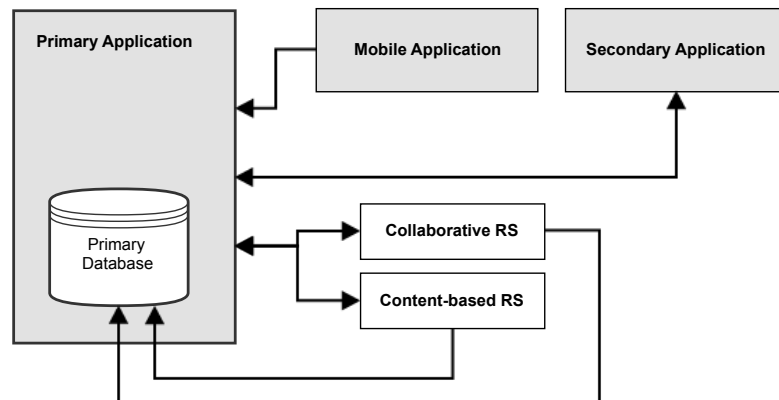 Primary Application
Mobile Application
Secondary Application
Primary
Database
Collaborative RS
Content-based RS